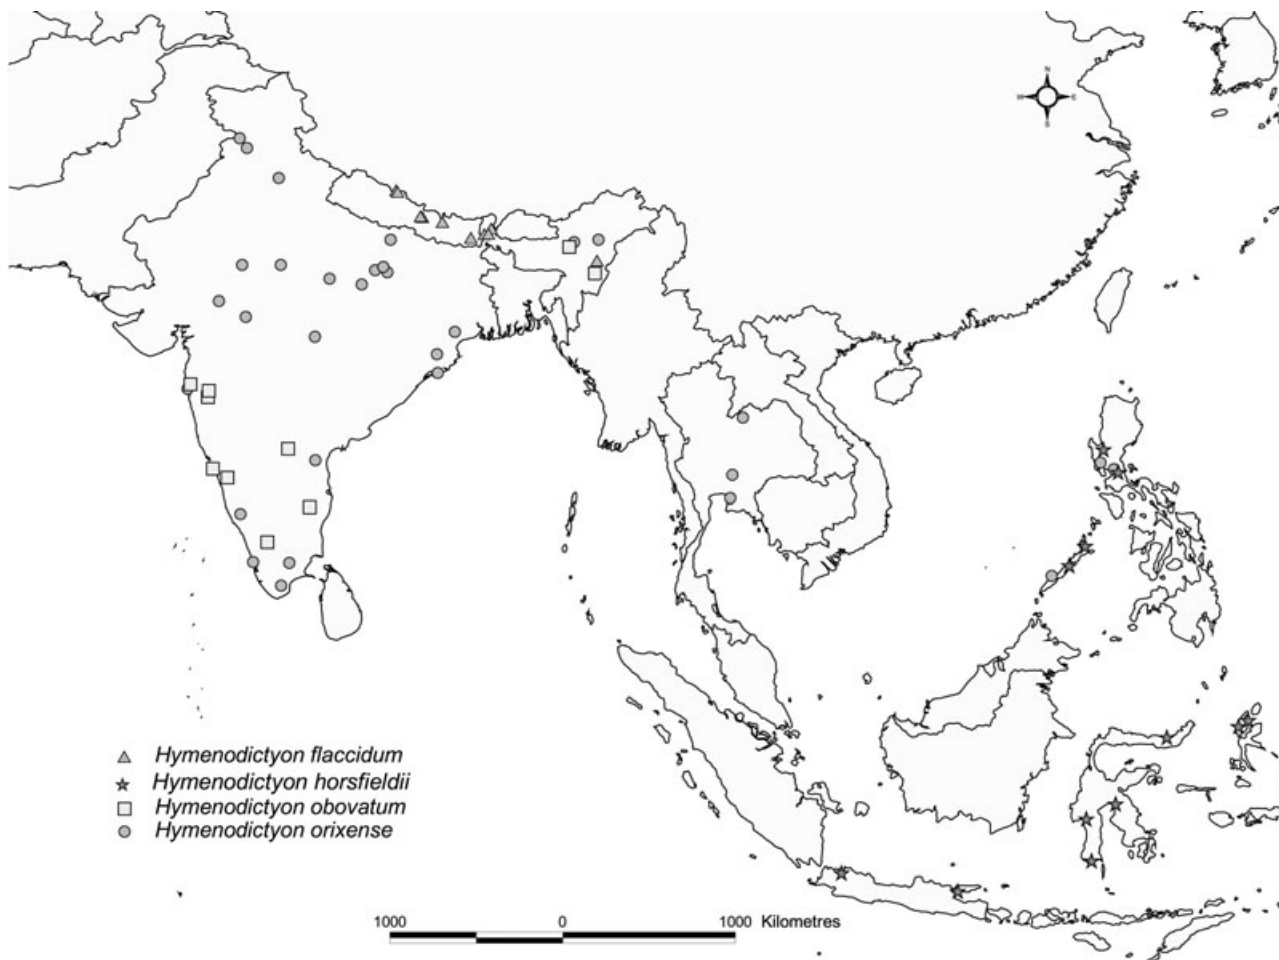 N
W E
S
Hymenodictyon flaccidum
Hymenodictyon horsfieldii
Hymenodictyon obovatum
Hymenodictyon orixense
1000 0 1000 Kilometres